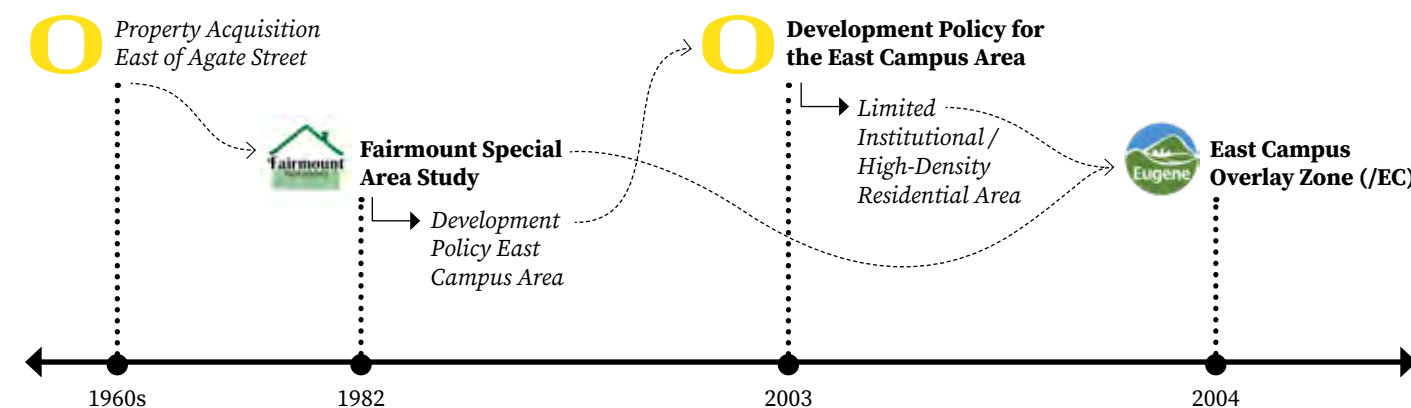 Property Acquisition
East of Agate Street
Fairmount
Fairmount Special
Area Study
Development
Policy East
Campus Area
Development Policy for
the East Campus Area
Limited
Institutional /
High-Density
Residential Area
Eugene
East Campus
Overlay Zone (/EC)
1960s
1982
2003
2004